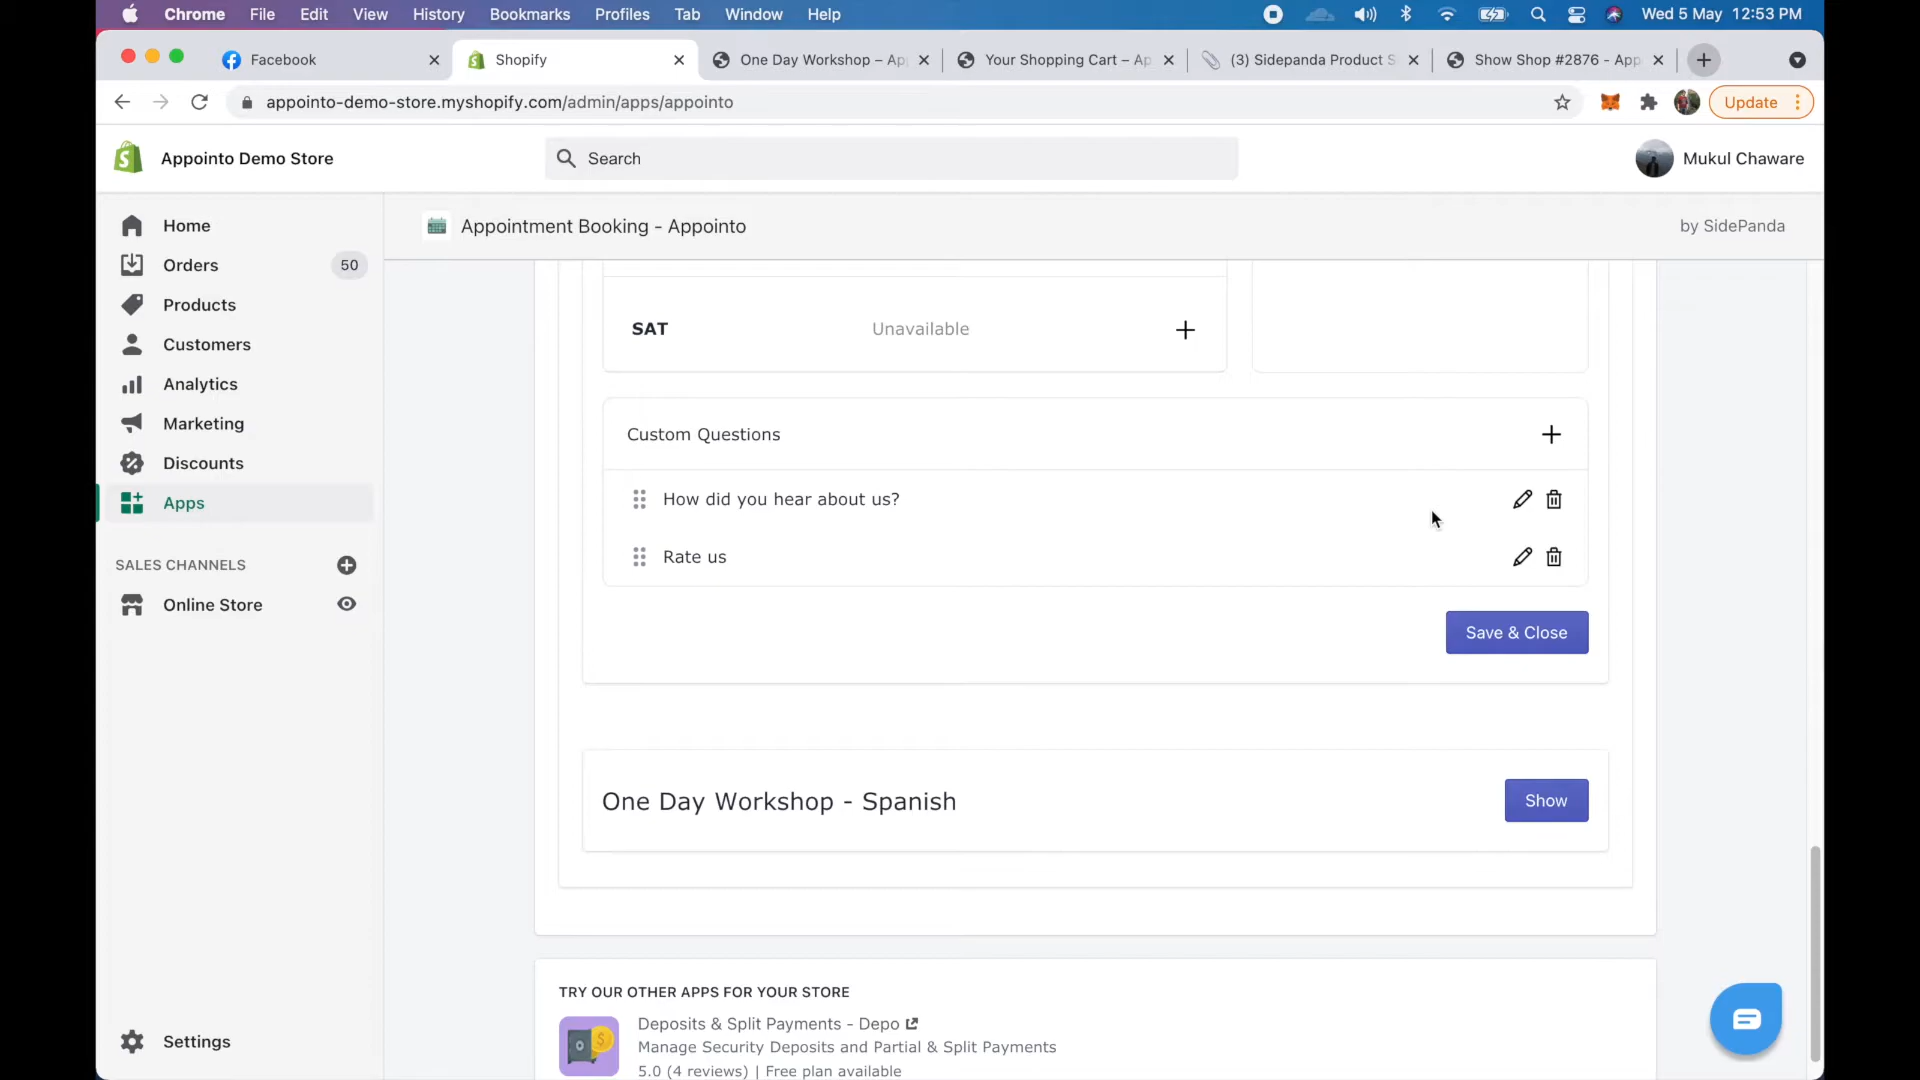 Chrome File Edit View History Bookmarks Profiles Tab Window Help Wed 5 May 12:53 PM
Facebook Shopify One Day Workshop – Ap Your Shopping Cart – Ap (3) Sidepanda Product S Show Shop #2876 - App
appointo-demo-store.myshopify.com/admin/apps/appointo Update
Appointo Demo Store Search Mukul Chaware
Appointment Booking - Appointo by SidePanda
Home
Orders 50
Products
Customers
Analytics
Marketing
Discounts
Apps
SALES CHANNELS
Online Store
Settings
SAT Unavailable
Custom Questions
How did you hear about us?
Rate us
Save & Close
One Day Workshop - Spanish Show
TRY OUR OTHER APPS FOR YOUR STORE
Deposits & Split Payments - Depo
Manage Security Deposits and Partial & Split Payments
5.0 (4 reviews) | Free plan available